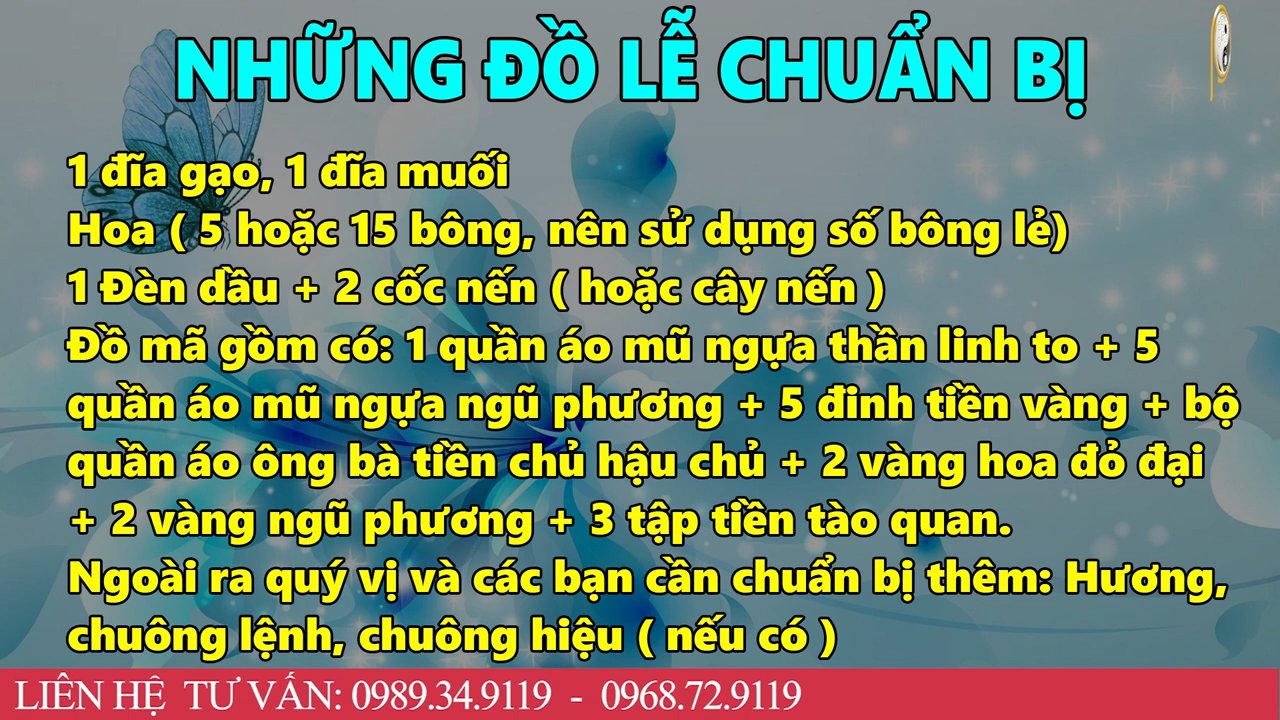 NHỮNG ĐỒ LỄ CHUẨN BỊ
1 đĩa gạo, 1 đĩa muối
Hoa ( 5 hoặc 15 bông, nên sử dụng số bông lẻ)
1 Đèn dầu + 2 cốc nến ( hoặc cây nến )
Đồ mã gồm có: 1 quần áo mũ ngựa thần linh to + 5
quần áo mũ ngựa ngũ phương + 5 đinh tiền vàng + bộ
quần áo ông bà tiền chủ hậu chủ + 2 vàng hoa đỏ đại
+ 2 vàng ngũ phương + 3 tập tiền tào quan.
Ngoài ra quý vị và các bạn cần chuẩn bị thêm: Hương,
chuông lệnh, chuông hiệu ( nếu có )
LIÊN HỆ TƯ VẤN: 0989.34.9119 - 0968.72.9119